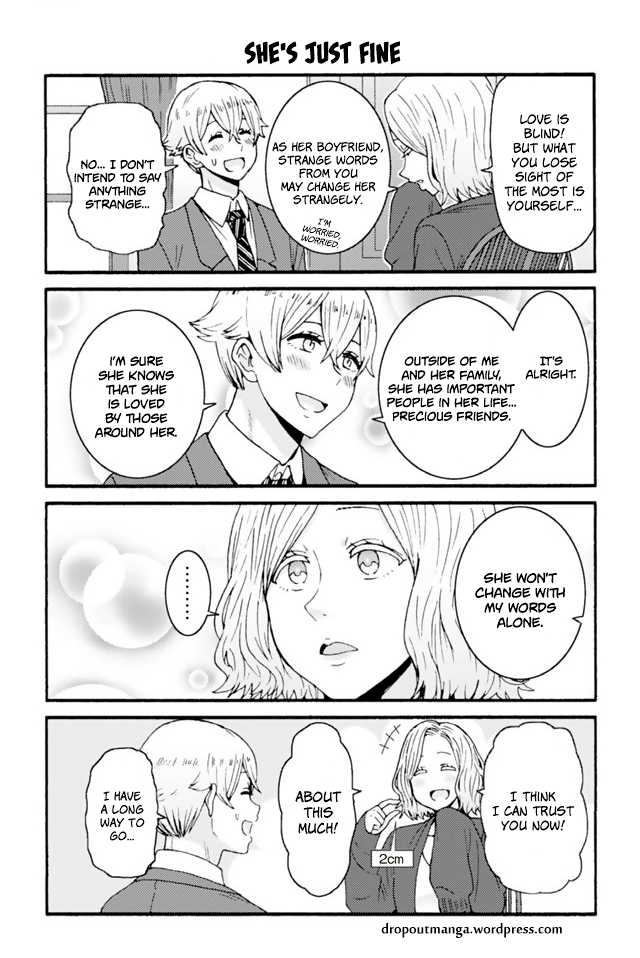 SHE'S JUST FINE
LOVE IS
BLIND!
BUT WHAT
YOU LOSE
SIGHT OF
THE MOST IS
YOURSELF...
AS HER BOYFRIEND,
STRANGE WORDS
FROM YOU
MAY CHANGE HER
STRANGELY.
I'M
WORRIED,
WORRIED.
NO... I DON'T
INTEND TO SAY
ANYTHING
STRANGE...
IT'S
ALRIGHT.
OUTSIDE OF ME
AND HER FAMILY,
SHE HAS IMPORTANT
PEOPLE IN HER LIFE...
PRECIOUS FRIENDS.
I'M SURE
SHE KNOWS
THAT SHE
IS LOVED
BY THOSE
AROUND HER.
SHE WON'T
CHANGE WITH
MY WORDS
ALONE.
........
I THINK
I CAN TRUST
YOU NOW!
ABOUT
THIS
MUCH!
2cm
I HAVE
A LONG
WAY TO
GO...
dropoutmanga.wordpress.com